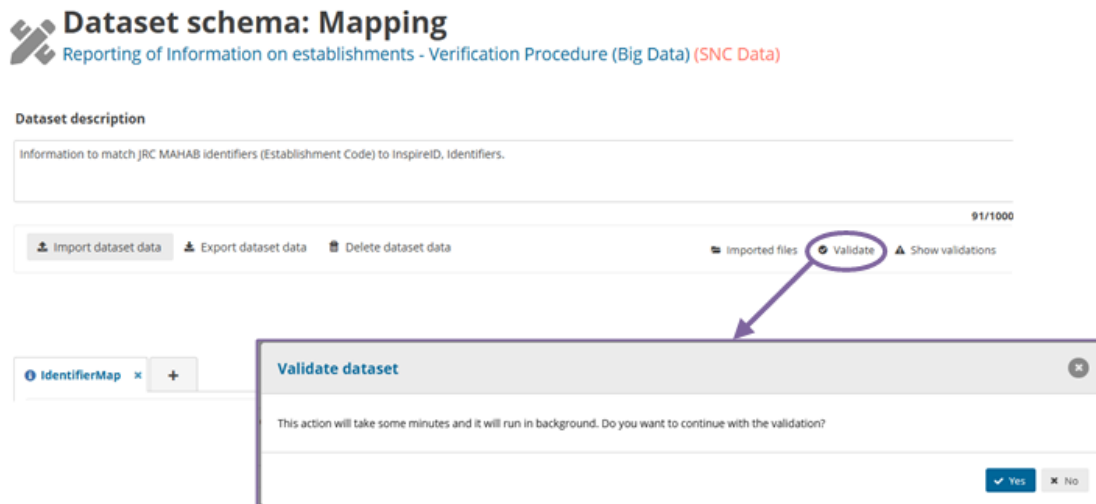 Dataset schema: Mapping
Reporting of Information on establishments - Verification Procedure (Big Data) (SNC Data)
Dataset description
Information to match JRC MAHAB identifiers (Establishment Code) to InspireID, Identifiers.
91/1000
Import dataset data Export dataset data Delete dataset data Imported files Validate Show validations
IdentifierMap × +
Validate dataset
This action will take some minutes and it will run in background. Do you want to continue with the validation?
Yes No